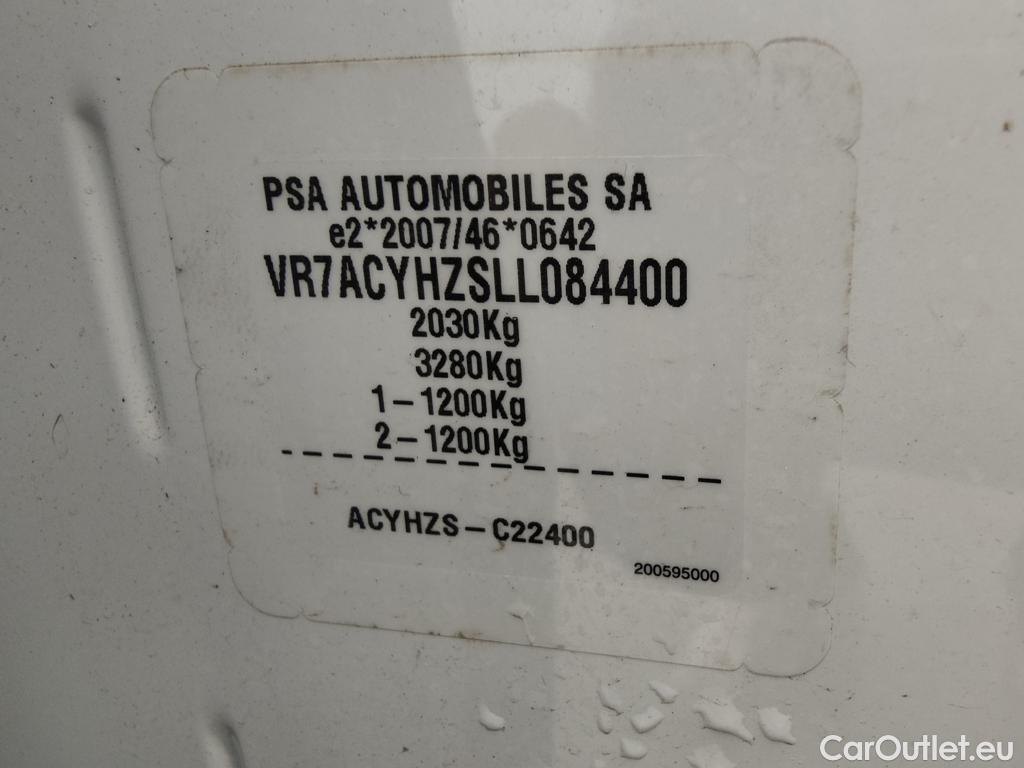 PSA AUTOMOBILES SA
e2*2007/46*0642
VR7ACYHZSLL084400
2030Kg
3280Kg
1-1200Kg
2-1200Kg
ACYHZS-C22400
200595000
CarOutlet.eu